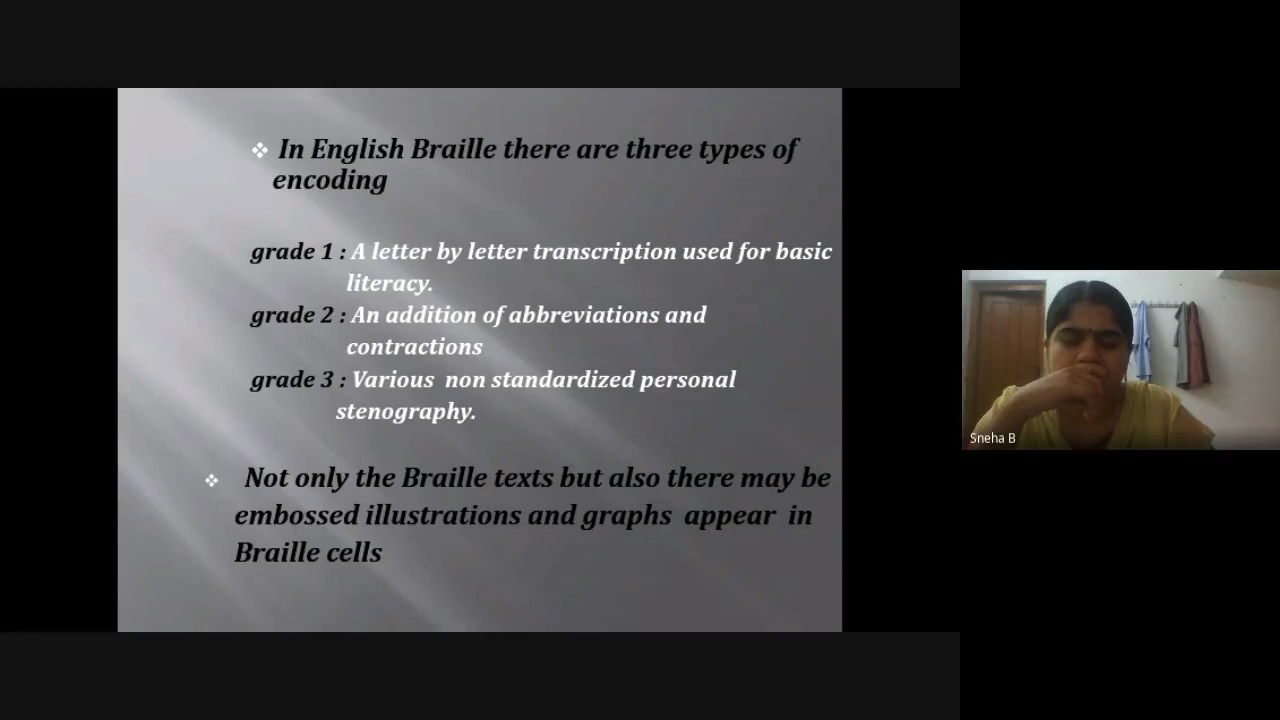 In English Braille there are three types of
encoding
grade 1 : A letter by letter transcription used for basic
literacy.
grade 2 : An addition of abbreviations and
contractions
grade 3 : Various non standardized personal
stenography.
Not only the Braille texts but also there may be
embossed illustrations and graphs appear in
Braille cells
Sneha B